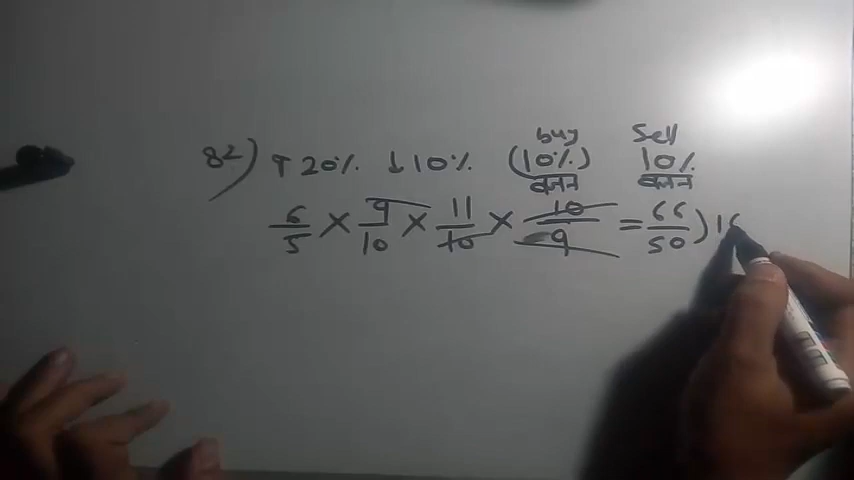 buy Sell
82) ↑20% ↓10% (10%) 10%
वजन वजन
6/5 × 9/10 × 11/10 × 10/9 = 66/50 ) 16